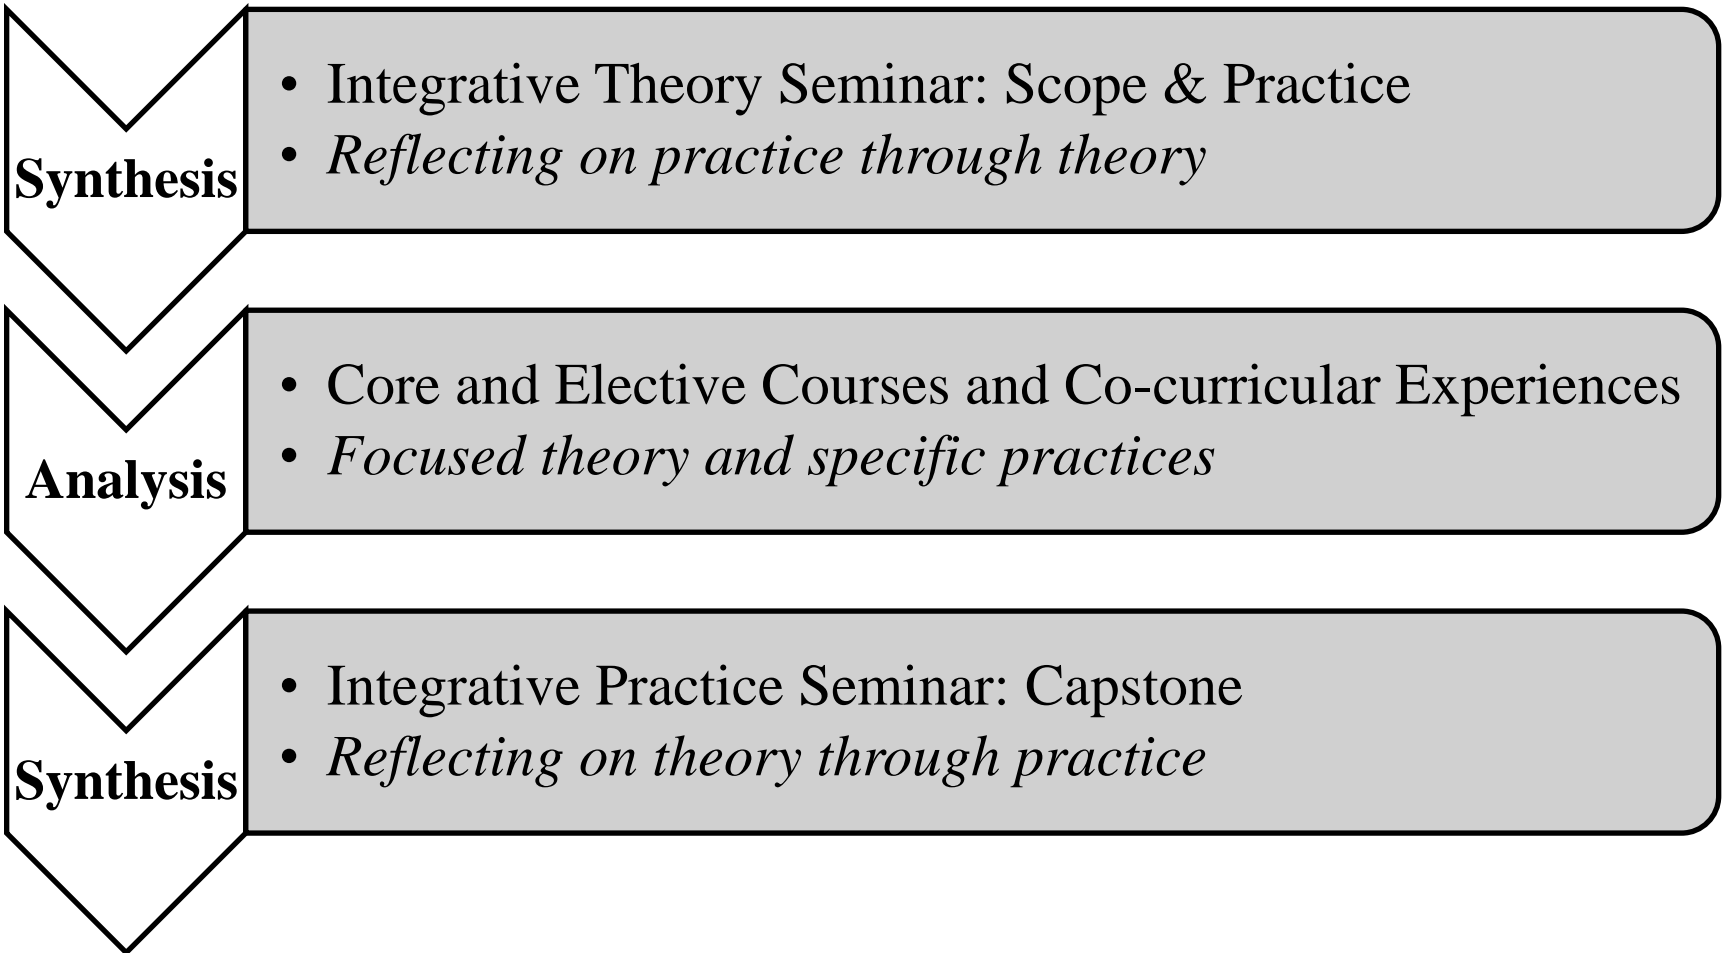 Synthesis
• Integrative Theory Seminar: Scope & Practice
• Reflecting on practice through theory
Analysis
• Core and Elective Courses and Co-curricular Experiences
• Focused theory and specific practices
Synthesis
• Integrative Practice Seminar: Capstone
• Reflecting on theory through practice